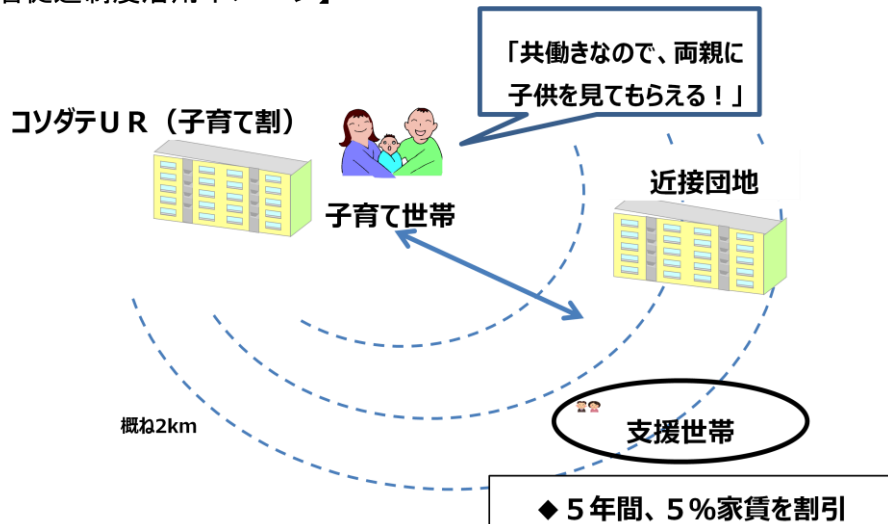 「共働きなので、両親に
子供を見てもらえる！」
コソダテＵＲ（子育て割）
子育て世帯
近接団地
概ね2km
支援世帯
◆５年間、５％家賃を割引